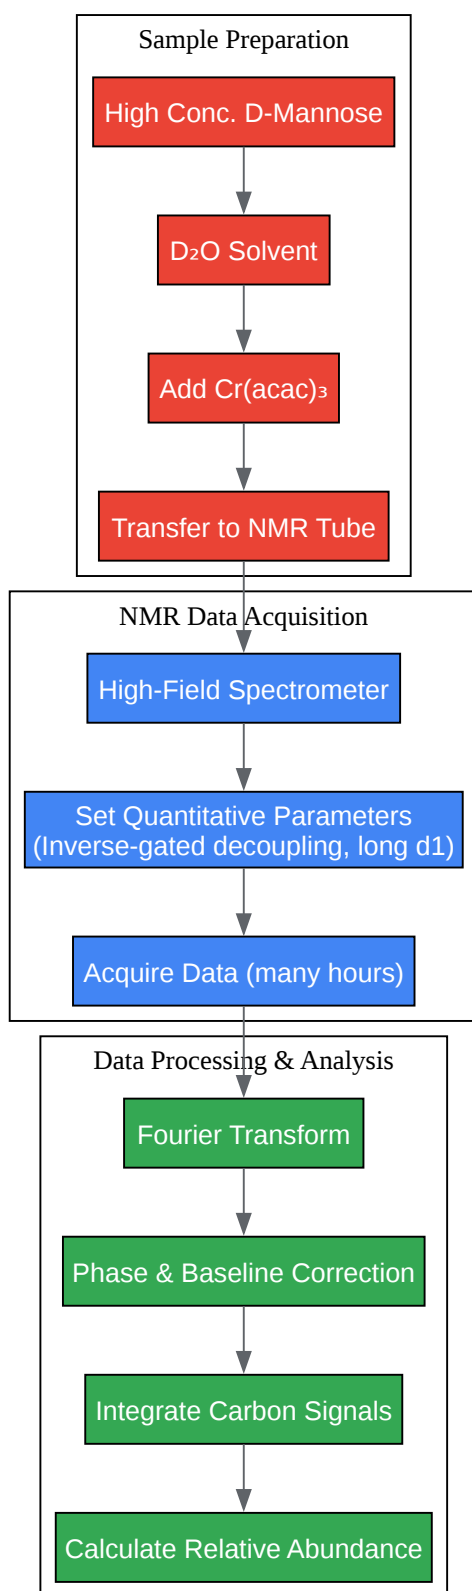 Sample Preparation
High Conc. D-Mannose
D₂O Solvent
Add Cr(acac)₃
Transfer to NMR Tube
NMR Data Acquisition
High-Field Spectrometer
Set Quantitative Parameters
(Inverse-gated decoupling, long d1)
Acquire Data (many hours)
Data Processing & Analysis
Fourier Transform
Phase & Baseline Correction
Integrate Carbon Signals
Calculate Relative Abundance